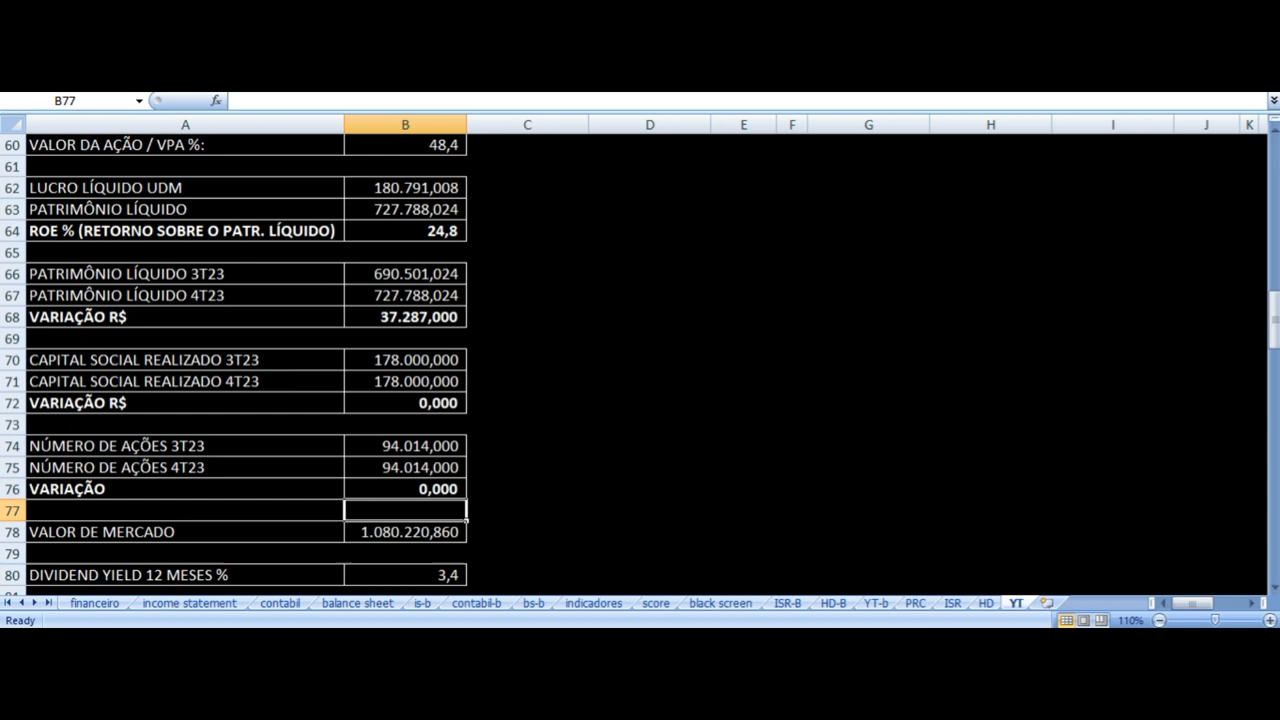 B77
fx
A B C D E F G H I J K
60 VALOR DA AÇÃO / VPA %: 48,4
61
62 LUCRO LÍQUIDO UDM 180.791,008
63 PATRIMÔNIO LÍQUIDO 727.788,024
64 ROE % (RETORNO SOBRE O PATR. LÍQUIDO) 24,8
65
66 PATRIMÔNIO LÍQUIDO 3T23 690.501,024
67 PATRIMÔNIO LÍQUIDO 4T23 727.788,024
68 VARIAÇÃO R$ 37.287,000
69
70 CAPITAL SOCIAL REALIZADO 3T23 178.000,000
71 CAPITAL SOCIAL REALIZADO 4T23 178.000,000
72 VARIAÇÃO R$ 0,000
73
74 NÚMERO DE AÇÕES 3T23 94.014,000
75 NÚMERO DE AÇÕES 4T23 94.014,000
76 VARIAÇÃO 0,000
77
78 VALOR DE MERCADO 1.080.220,860
79
80 DIVIDEND YIELD 12 MESES % 3,4
financeiro income statement contabil balance sheet is-b contabil-b bs-b indicadores score black screen ISR-B HD-B YT-b PRC ISR HD YT
Ready 110%